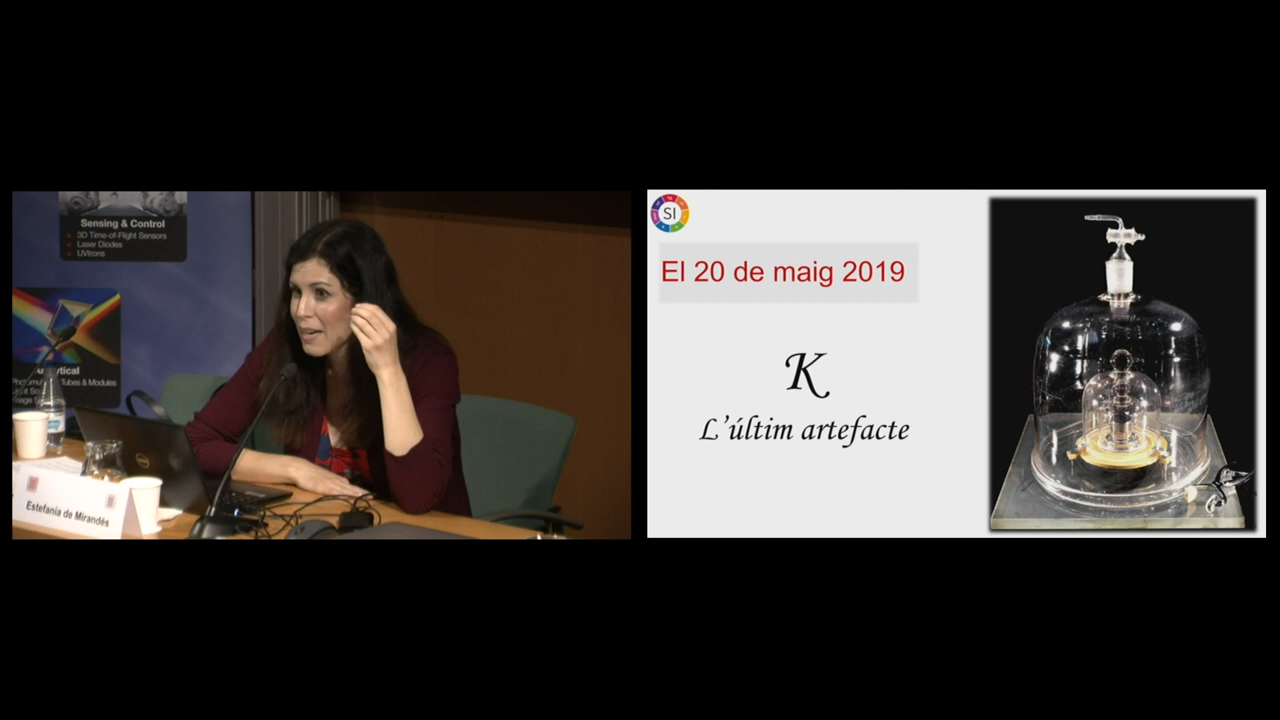 Sensing & Control
3D Time-of-Flight Sensors
Laser Diodes
UVtrons
Tubes & Modules
Estefanía de Mirandés
SI
El 20 de maig 2019
K
L'últim artefacte